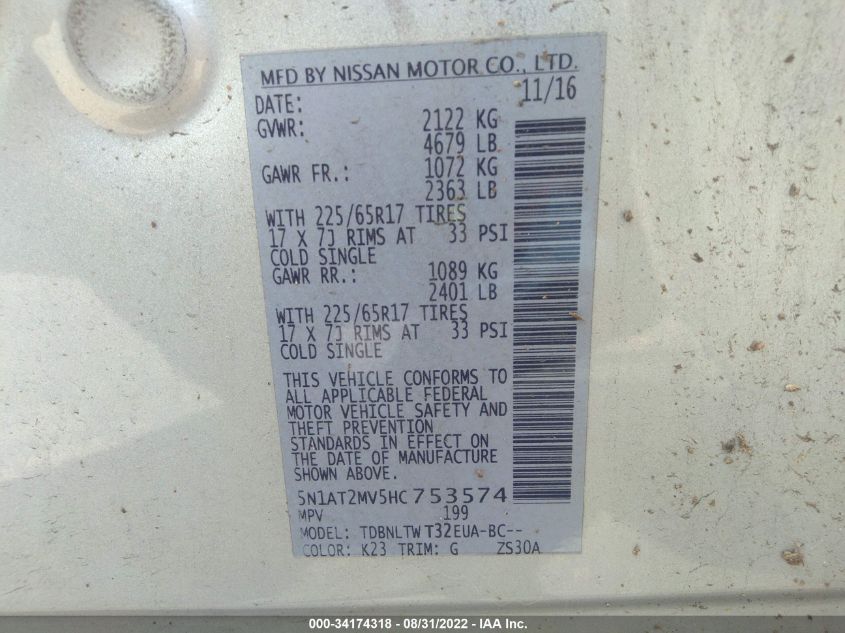 MFD BY NISSAN MOTOR CO., LTD.
DATE: 11/16
GVWR: 2122 KG
4679 LB
GAWR FR.: 1072 KG
2363 LB
WITH 225/65R17 TIRES
17 X 7J RIMS AT 33 PSI
COLD SINGLE
GAWR RR.: 1089 KG
2401 LB
WITH 225/65R17 TIRES
17 X 7J RIMS AT 33 PSI
COLD SINGLE
THIS VEHICLE CONFORMS TO
ALL APPLICABLE FEDERAL
MOTOR VEHICLE SAFETY AND
THEFT PREVENTION
STANDARDS IN EFFECT ON
THE DATE OF MANUFACTURE
SHOWN ABOVE.
5N1AT2MV5HC753574
MPV 199
MODEL: TDBNLTWT32EUA-BC--
COLOR: K23 TRIM: G ZS30A
000-34174318 - 08/31/2022 - IAA Inc.